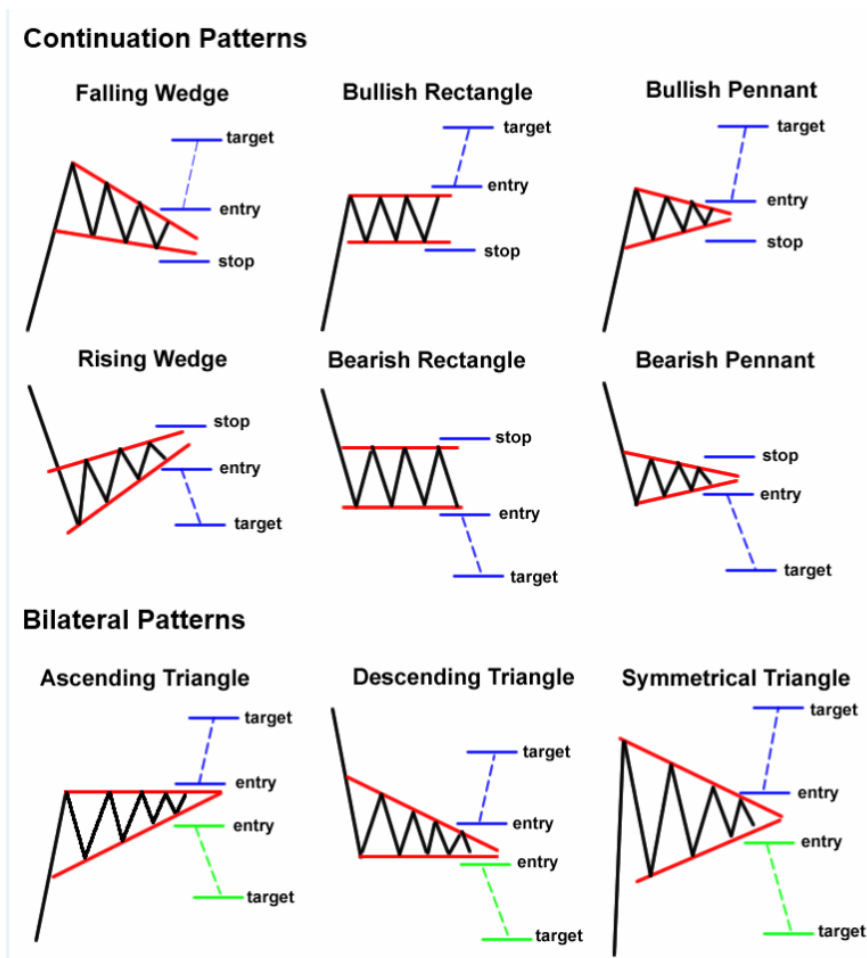 Continuation Patterns
Falling Wedge
Bullish Rectangle
Bullish Pennant
target
entry
stop
target
entry
stop
target
entry
stop
Rising Wedge
Bearish Rectangle
Bearish Pennant
stop
entry
target
stop
entry
target
stop
entry
target
Bilateral Patterns
Ascending Triangle
Descending Triangle
Symmetrical Triangle
target
entry
entry
target
target
entry
entry
target
target
entry
entry
target